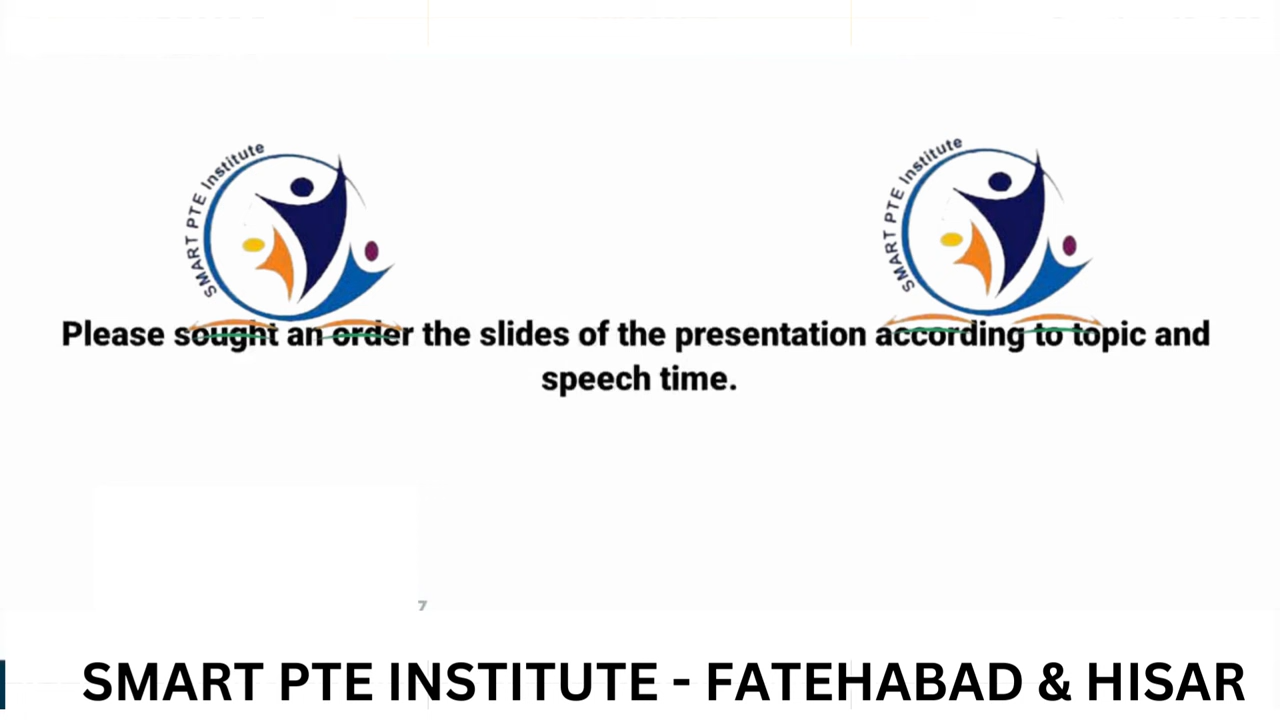 SMART PTE Institute
SMART PTE Institute
Please sought an order the slides of the presentation according to topic and
speech time.
7
SMART PTE INSTITUTE - FATEHABAD & HISAR